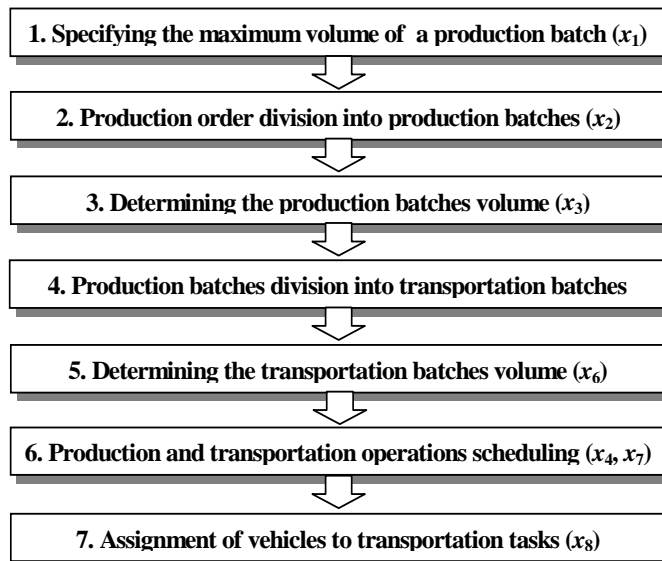 1. Specifying the maximum volume of a production batch (x₁)
2. Production order division into production batches (x₂)
3. Determining the production batches volume (x₃)
4. Production batches division into transportation batches
5. Determining the transportation batches volume (x₆)
6. Production and transportation operations scheduling (x₄, x₇)
7. Assignment of vehicles to transportation tasks (x₈)